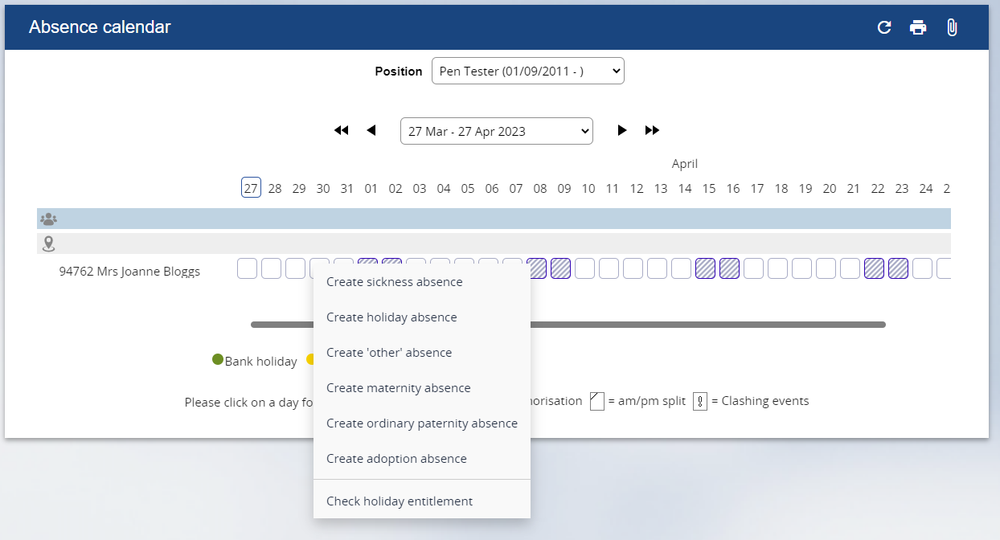 Absence calendar
Position Pen Tester (01/09/2011 - )
27 Mar - 27 Apr 2023
April
27 28 29 30 31 01 02 03 04 05 06 07 08 09 10 11 12 13 14 15 16 17 18 19 20 21 22 23 24 2
94762 Mrs Joanne Bloggs
Create sickness absence
Create holiday absence
Create 'other' absence
Create maternity absence
Create ordinary paternity absence
Create adoption absence
Check holiday entitlement
Bank holiday
Please click on a day fo
horisation = am/pm split = Clashing events